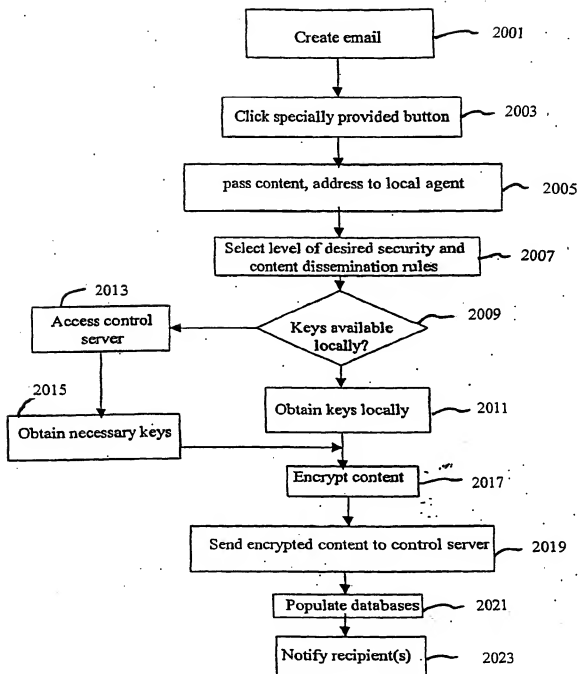 Create email
2001
Click specially provided button
2003
pass content, address to local agent
2005
Select level of desired security and
content dissemination rules
2007
2013
Access control
server
Keys available
locally?
2009
2015
Obtain necessary keys
Obtain keys locally
2011
Encrypt content
2017
Send encrypted content to control server
2019
Populate databases
2021
Notify recipient(s)
2023